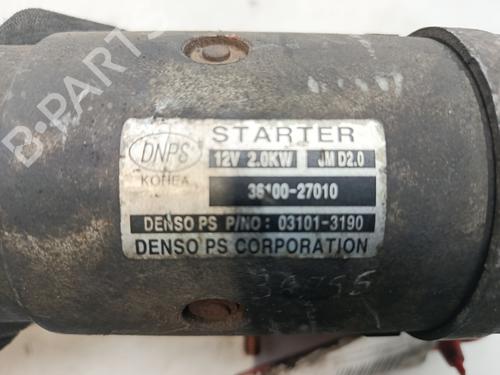 B-PARTS
STARTER
DNPS
12V 2.0KW JM D2.0
KOREA
36100-27010
DENSO PS P/NO : 03101-3190
DENSO PS CORPORATION